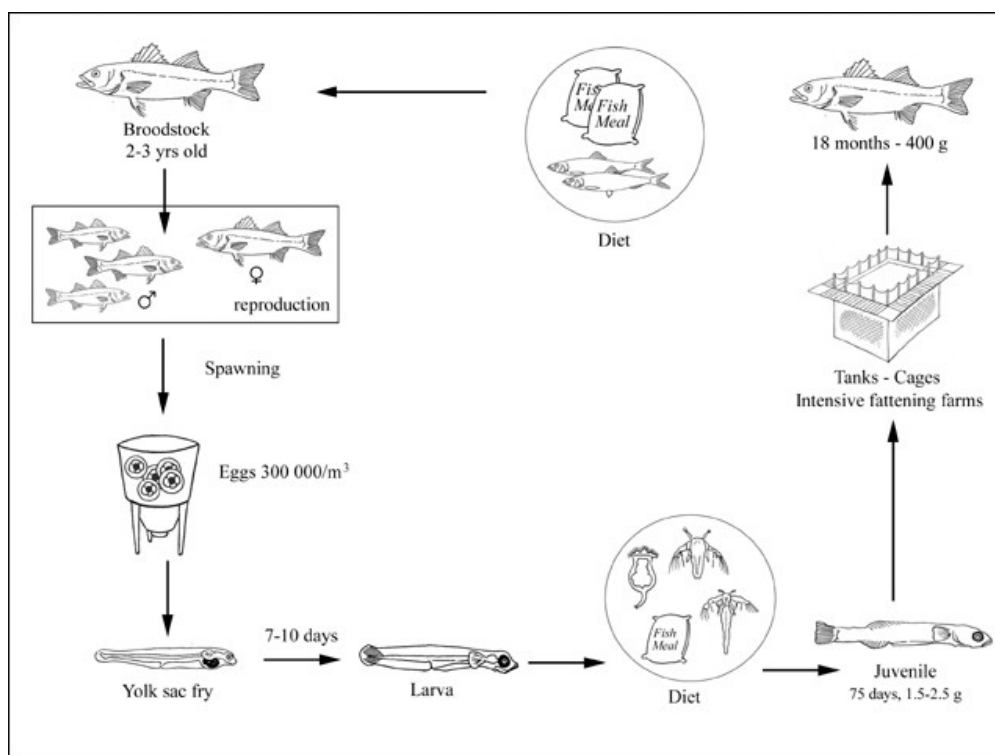 Broodstock
2-3 yrs old
Fish
Meal
Fish
Meal
Diet
18 months - 400 g
♂
♀
reproduction
Spawning
Eggs 300 000/m³
Tanks - Cages
Intensive fattening farms
Yolk sac fry
7-10 days
Larva
Fish
Meal
Diet
Juvenile
75 days, 1.5-2.5 g